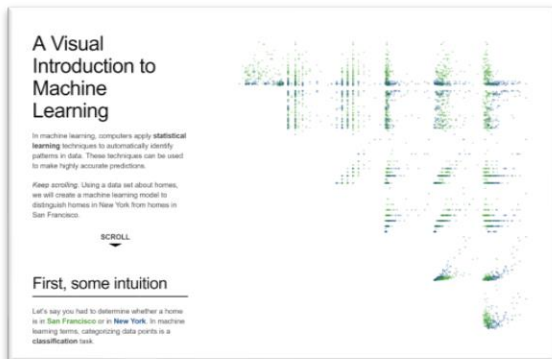 A Visual
Introduction to
Machine
Learning
In machine learning, computers apply statistical
learning techniques to automatically identify
patterns in data. These techniques can be used
to make highly accurate predictions.
Keep scrolling. Using a data set about homes,
we will create a machine learning model to
distinguish homes in New York from homes in
San Francisco.
SCROLL
First, some intuition
Let's say you had to determine whether a home
is in San Francisco or in New York. In machine
learning terms, categorizing data points is a
classification task.